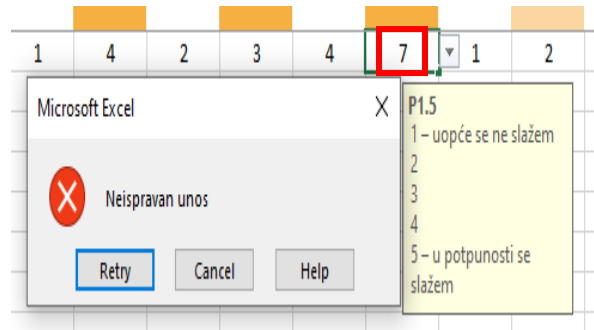 1 4 2 3 4 7 1 2
Microsoft Excel
Neispravan unos
Retry Cancel Help
P1.5
1 – uopće se ne slažem
2
3
4
5 – u potpunosti se
slažem